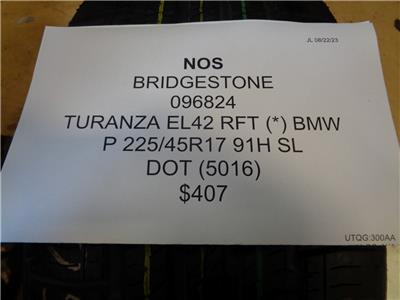 JL 08/22/23
NOS
BRIDGESTONE
096824
TURANZA EL42 RFT (*) BMW
P 225/45R17 91H SL
DOT (5016)
$407
UTQG:300AA